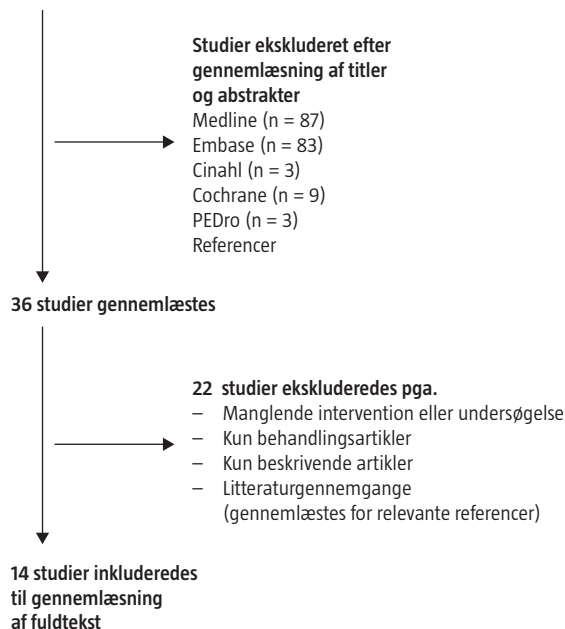 Studier ekskluderet efter
gennemlæsning af titler
og abstrakter
Medline (n = 87)
Embase (n = 83)
Cinahl (n = 3)
Cochrane (n = 9)
PEDro (n = 3)
Referencer
36 studier gennemlæstes
22 studier ekskluderedes pga.
– Manglende intervention eller undersøgelse
– Kun behandlingsartikler
– Kun beskrivende artikler
– Litteraturgennemgange
(gennemlæstes for relevante referencer)
14 studier inkluderedes
til gennemlæsning
af fuldtekst